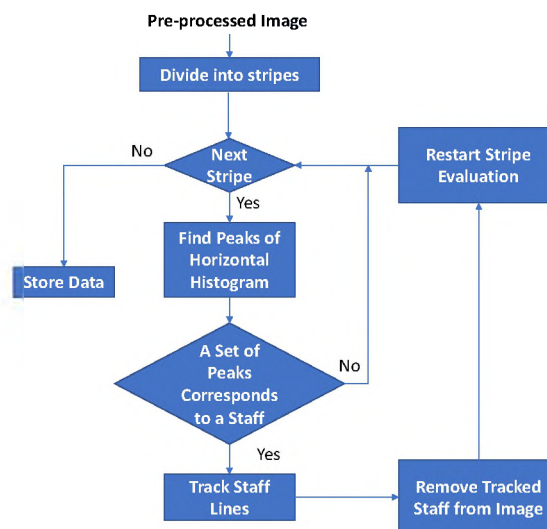 Pre-processed Image
Divide into stripes
No
Next
Stripe
Restart Stripe
Evaluation
Yes
Find Peaks of
Horizontal
Histogram
Store Data
A Set of
Peaks
Corresponds
to a Staff
No
Yes
Track Staff
Lines
Remove Tracked
Staff from Image